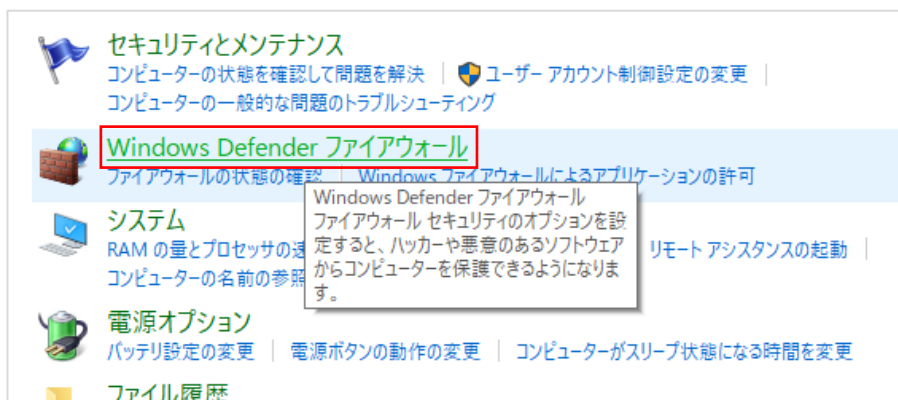 セキュリティとメンテナンス
コンピューターの状態を確認して問題を解決 ユーザー アカウント制御設定の変更
コンピューターの一般的な問題のトラブルシューティング
Windows Defender ファイアウォール
ファイアウォールの状態の確認 Windows ファイアウォールによるアプリケーションの許可
Windows Defender ファイアウォール
ファイアウォール セキュリティのオプションを設
定すると、ハッカーや悪意のあるソフトウェア
からコンピューターを保護できるようになりま
す。
システム
RAM の量とプロセッサの速 リモート アシスタンスの起動
コンピューターの名前の参照
電源オプション
バッテリ設定の変更 電源ボタンの動作の変更 コンピューターがスリープ状態になる時間を変更
ファイル履歴